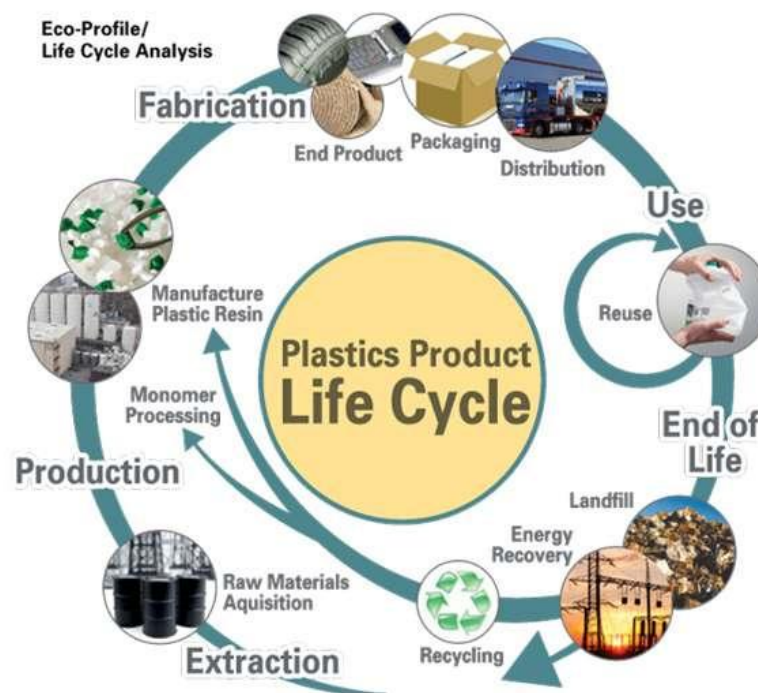 Eco-Profile/
Life Cycle Analysis
Fabrication
End Product
Packaging
Distribution
Use
Reuse
Manufacture
Plastic Resin
Monomer
Processing
Plastics Product
Life Cycle
Production
End of
Life
Landfill
Energy
Recovery
Raw Materials
Aquisition
Recycling
Extraction